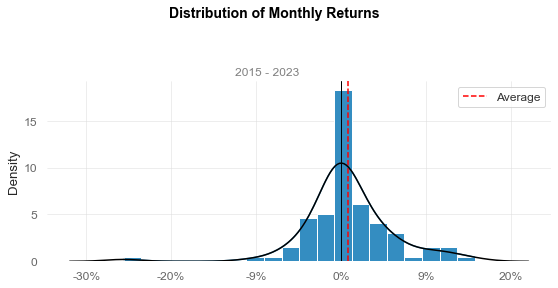 Distribution of Monthly Returns
2015 - 2023
Average
Density
15
10
5
0
-30%
-20%
-9%
0%
9%
20%